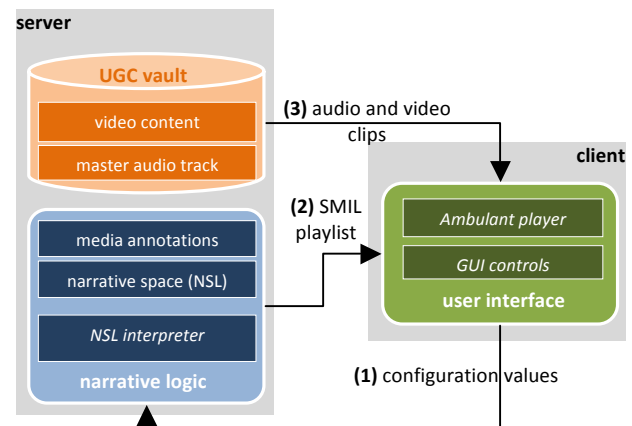 server
UGC vault
video content
master audio track
(3) audio and video
clips
client
(2) SMIL
playlist
Ambulant player
GUI controls
user interface
media annotations
narrative space (NSL)
NSL interpreter
narrative logic
(1) configuration values